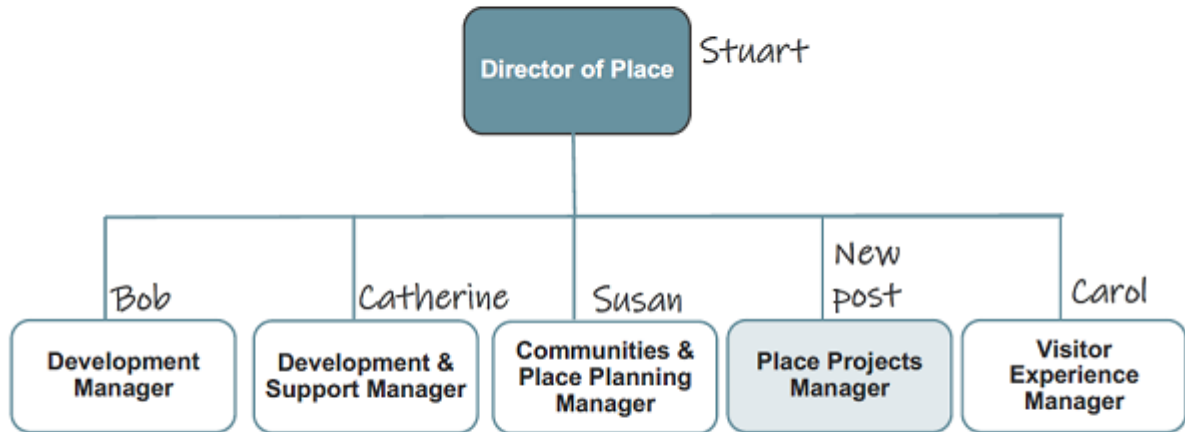 Director of Place
Stuart
Bob
Catherine
Susan
New
post
Carol
Development
Manager
Development &
Support Manager
Communities &
Place Planning
Manager
Place Projects
Manager
Visitor
Experience
Manager